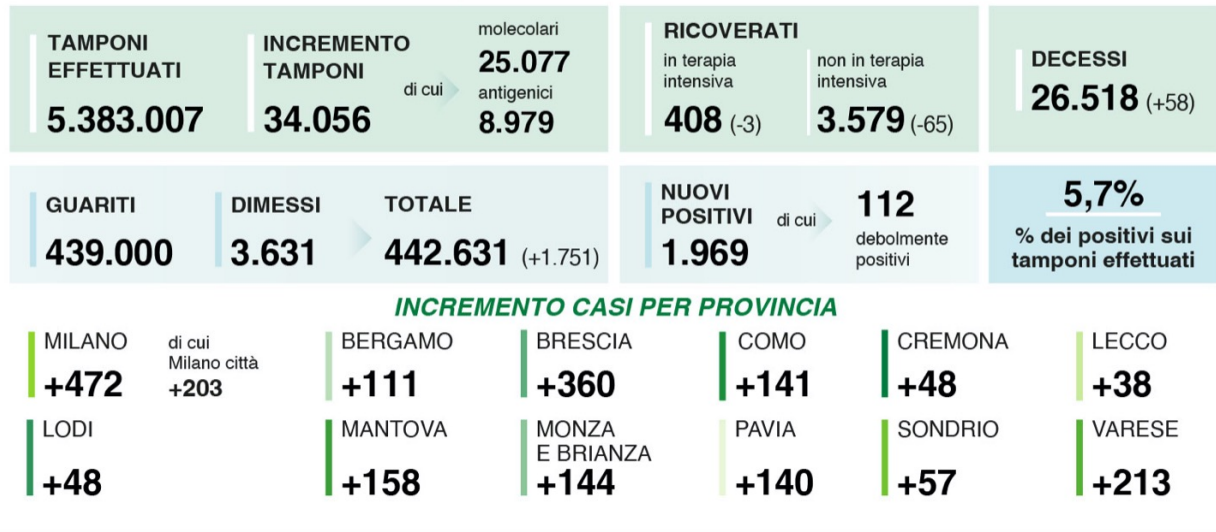 TAMPONI
EFFETTUATI
5.383.007
INCREMENTO
TAMPONI
34.056
di cui
molecolari
25.077
antigenici
8.979
RICOVERATI
in terapia
intensiva
408 (-3)
non in terapia
intensiva
3.579 (-65)
DECESSI
26.518 (+58)
GUARITI
439.000
DIMESSI
3.631
TOTALE
442.631 (+1.751)
NUOVI
POSITIVI
1.969
di cui
112
debolmente
positivi
5,7%
% dei positivi sui
tamponi effettuati
INCREMENTO CASI PER PROVINCIA
MILANO
+472
di cui
Milano città
+203
BERGAMO
+111
BRESCIA
+360
COMO
+141
CREMONA
+48
LECCO
+38
LODI
+48
MANTOVA
+158
MONZA
E BRIANZA
+144
PAVIA
+140
SONDRIO
+57
VARESE
+213